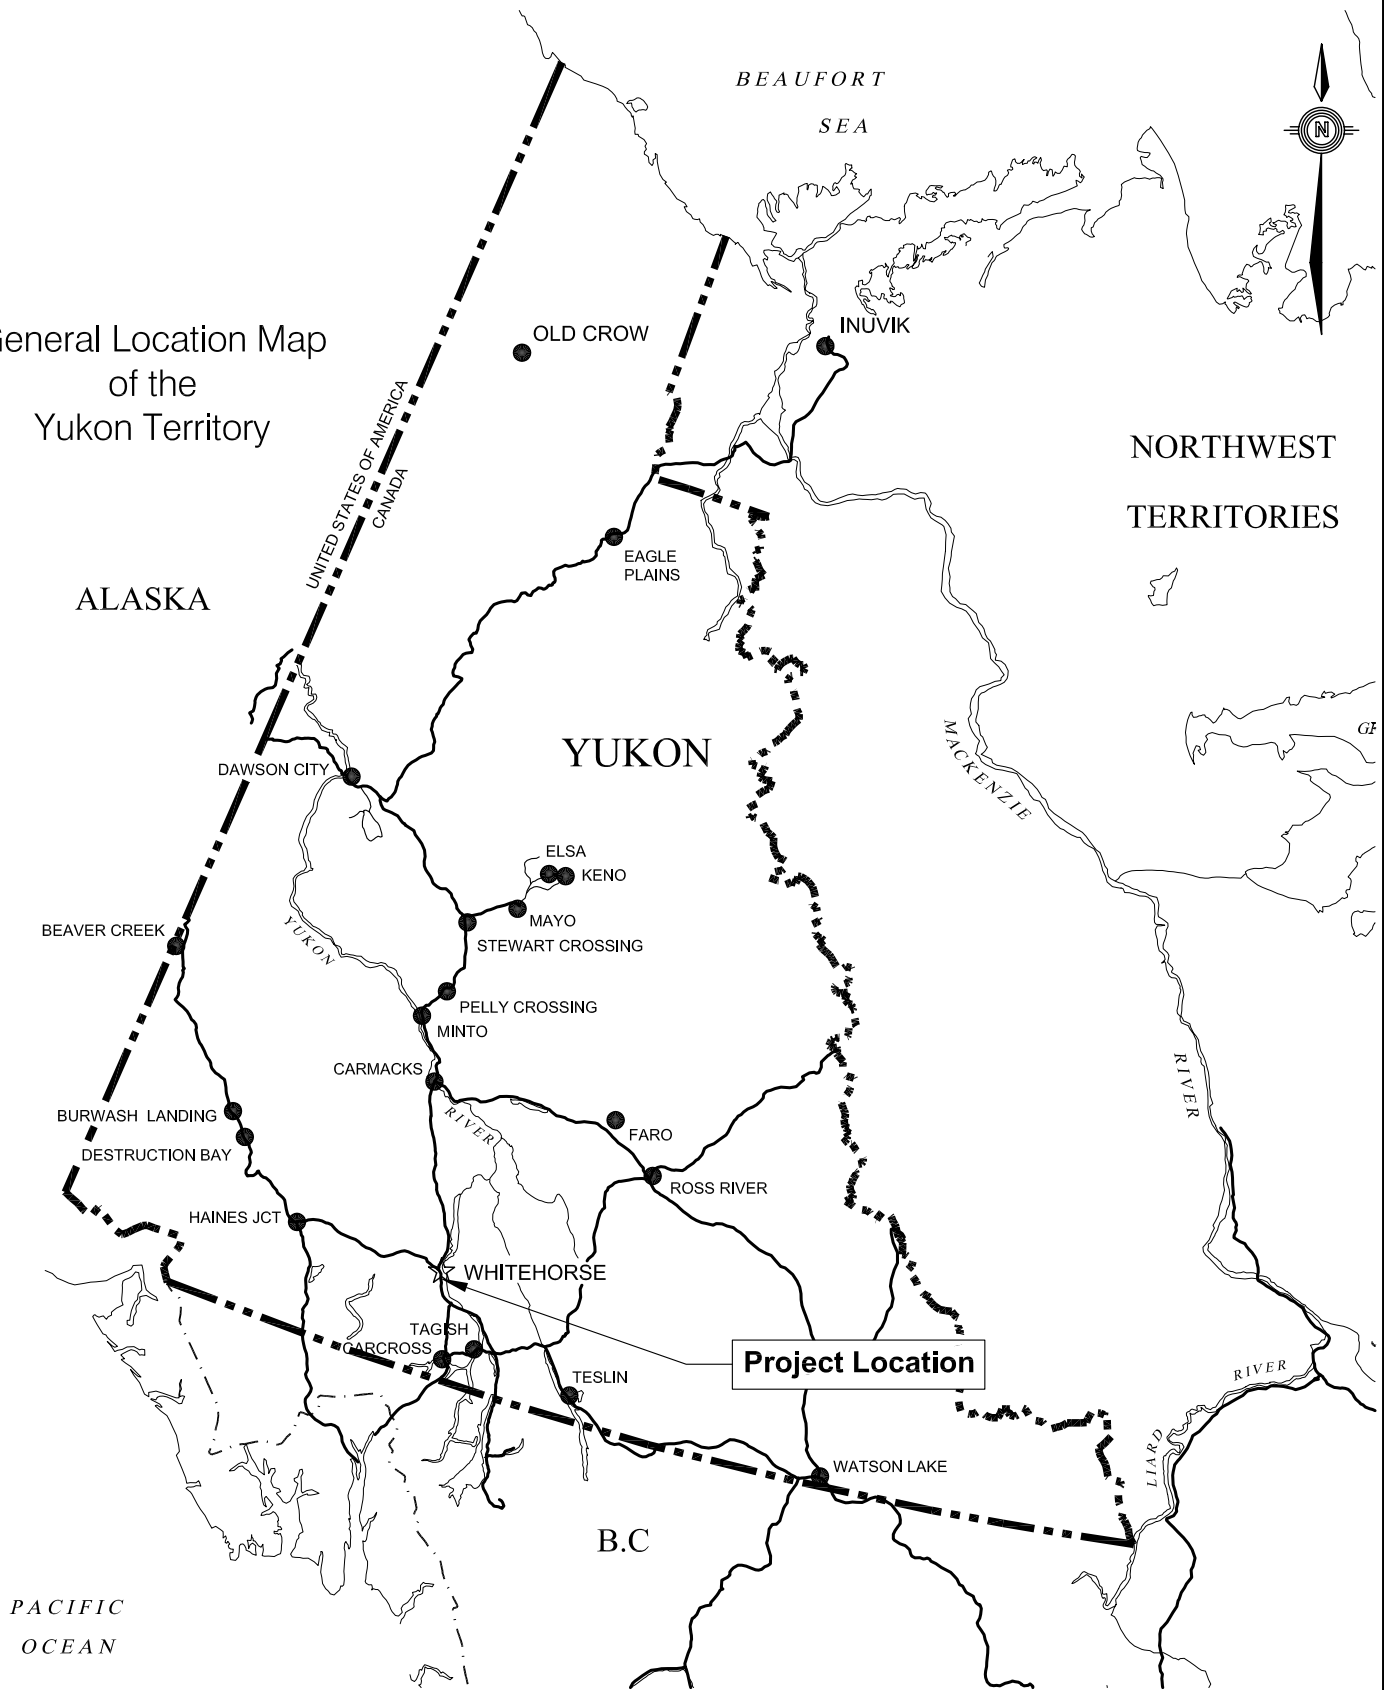 BEAUFORT
SEA
N
OLD CROW
INUVIK
General Location Map
of the
Yukon Territory
UNITED STATES OF AMERICA
CANADA
NORTHWEST
TERRITORIES
EAGLE
PLAINS
ALASKA
YUKON
MACKENZIE
DAWSON CITY
ELSA
KENO
MAYO
STEWART CROSSING
BEAVER CREEK
YUKON
PELLY CROSSING
MINTO
CARMACKS
RIVER
RIVER
BURWASH LANDING
DESTRUCTION BAY
FARO
ROSS RIVER
HAINES JCT
WHITEHORSE
TAGISH
CARCROSS
Project Location
TESLIN
RIVER
LIARD
WATSON LAKE
B.C
PACIFIC
OCEAN